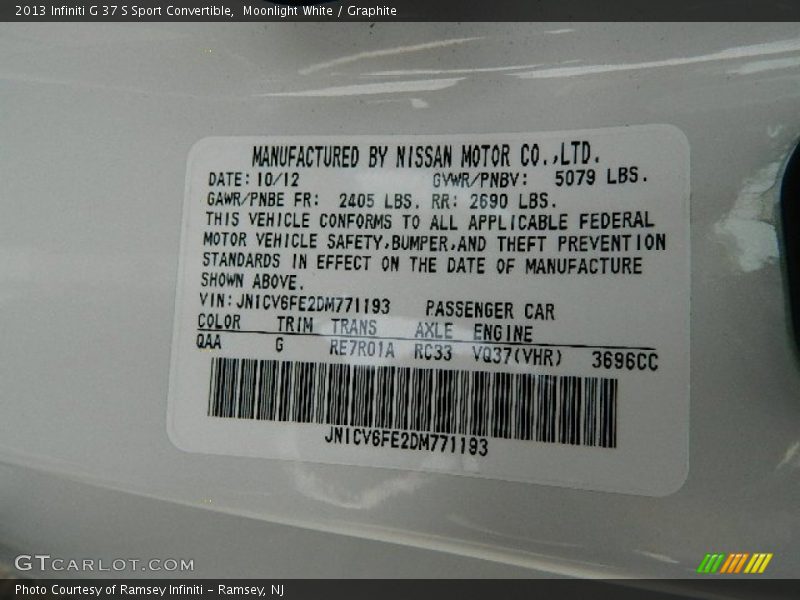 2013 Infiniti G 37 S Sport Convertible,  Moonlight White / Graphite
MANUFACTURED BY NISSAN MOTOR CO.,LTD.
DATE: 10/12 GVWR/PNBV: 5079 LBS.
GAWR/PNBE FR: 2405 LBS. RR: 2690 LBS.
THIS VEHICLE CONFORMS TO ALL APPLICABLE FEDERAL
MOTOR VEHICLE SAFETY,BUMPER,AND THEFT PREVENTION
STANDARDS IN EFFECT ON THE DATE OF MANUFACTURE
SHOWN ABOVE.
VIN: JN1CV6FE2DM771193 PASSENGER CAR
COLOR TRIM TRANS AXLE ENGINE
QAA G RE7R01A RC33 VQ37(VHR) 3696CC
JN1CV6FE2DM771193
GTCARLOT.COM
Photo Courtesy of Ramsey Infiniti – Ramsey, NJ